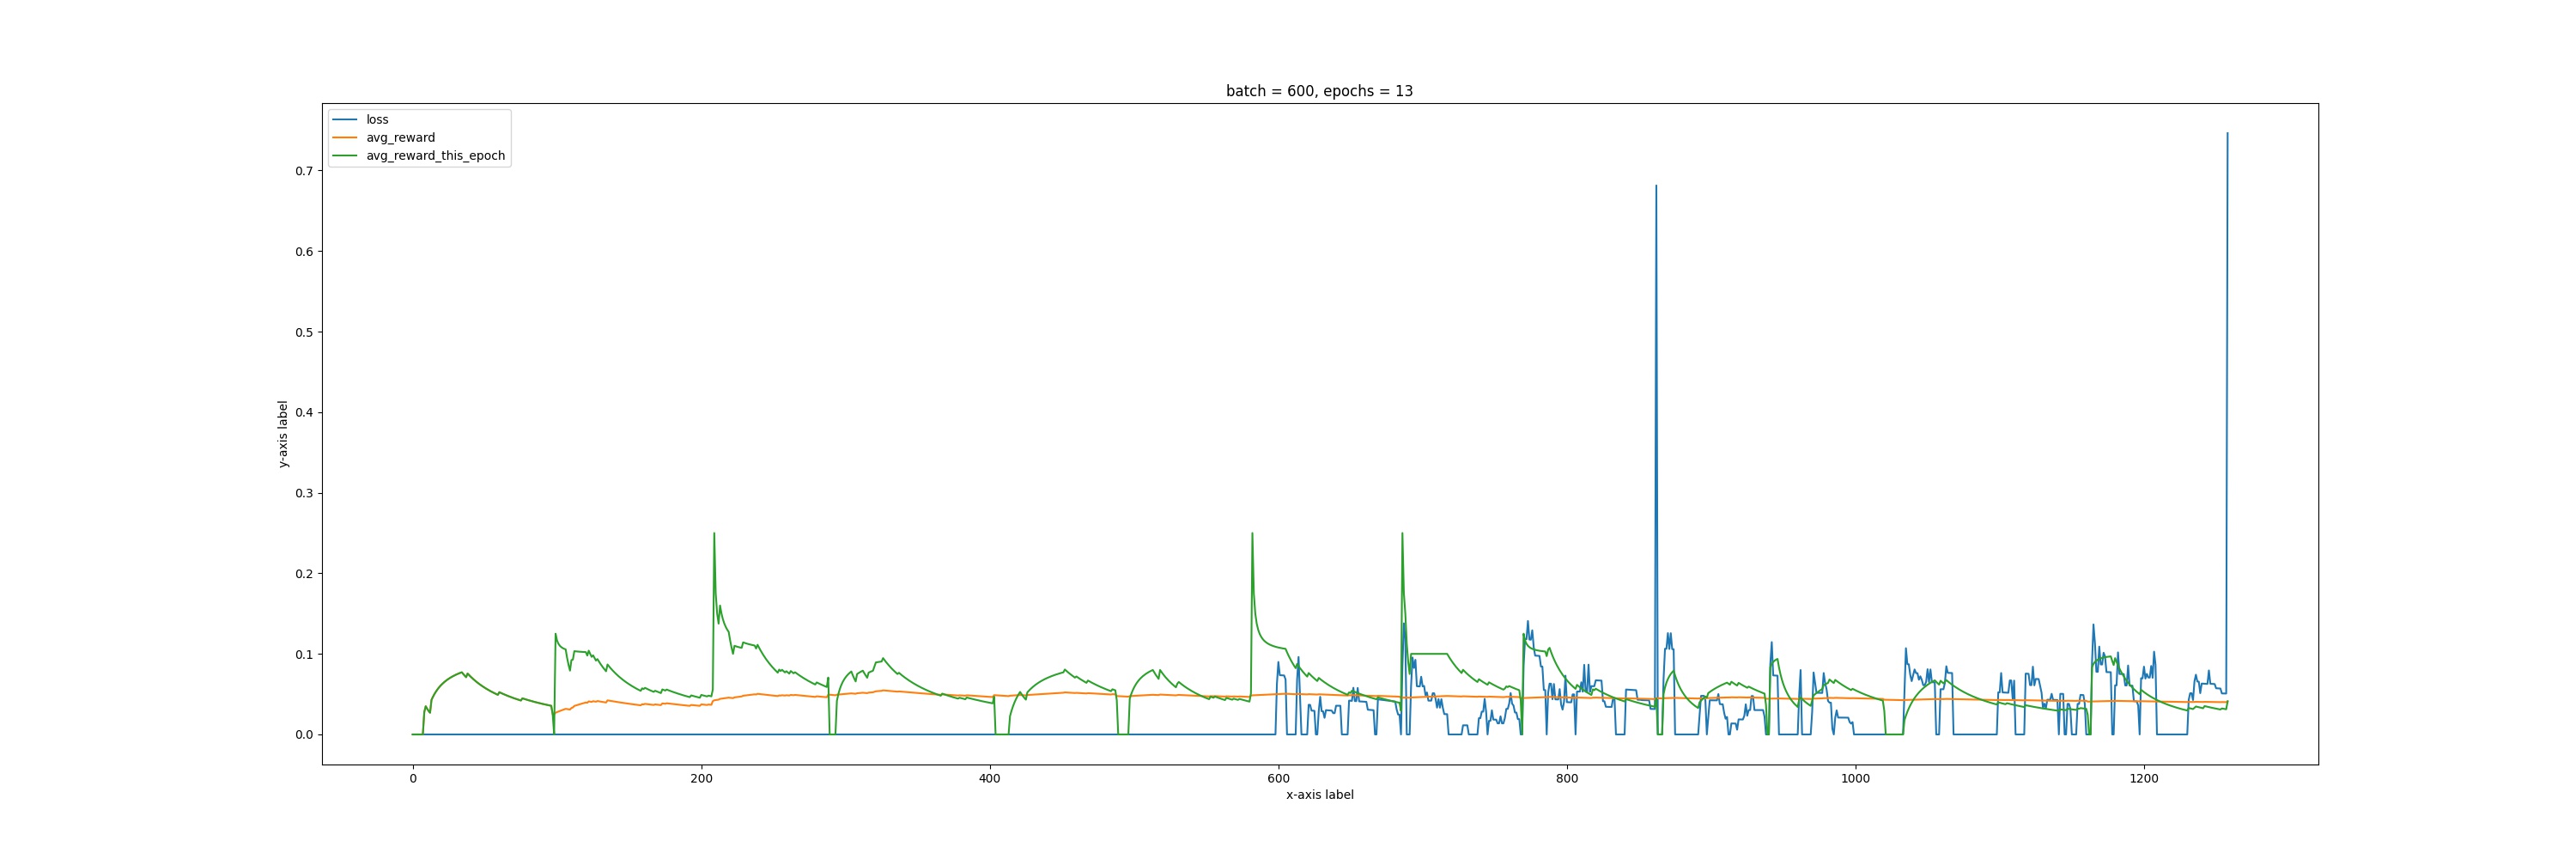 batch = 600, epochs = 13
loss
avg_reward
avg_reward_this_epoch
0.7
0.6
0.5
0.4
0.3
0.2
0.1
0.0
y-axis label
0 200 400 600 800 1000 1200
x-axis label